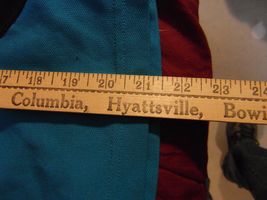 17 18 19 20 21 22 23 24
Columbia, Hyattsville, Bowi